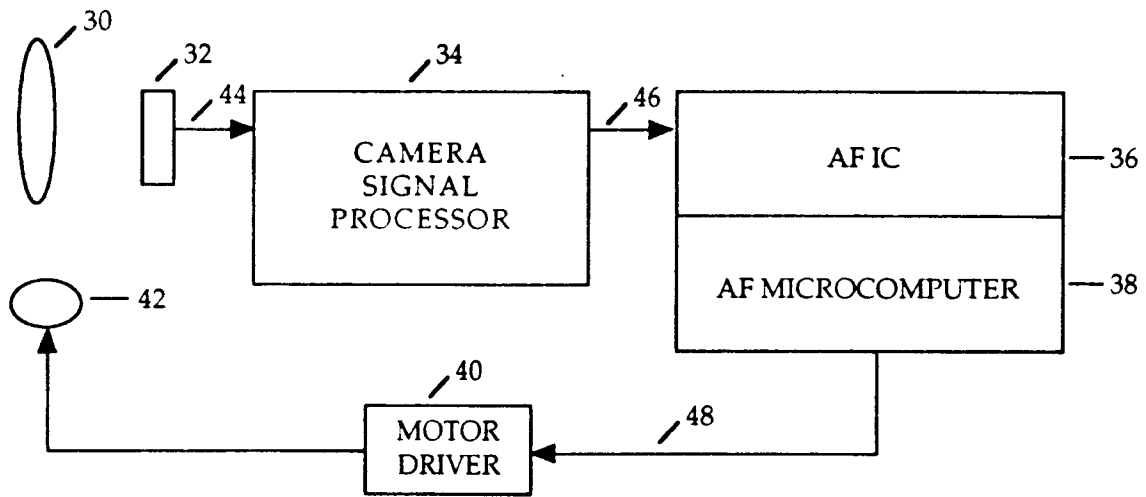 30
32
34
44
46
CAMERA
SIGNAL
PROCESSOR
AF IC
36
AF MICROCOMPUTER
38
42
40
MOTOR
DRIVER
48